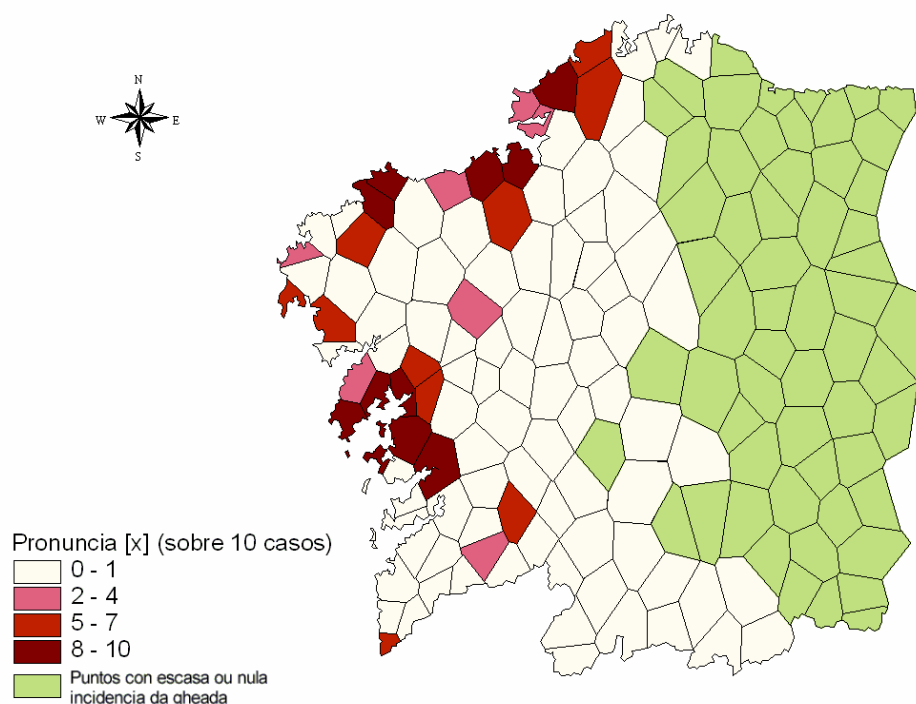 N
W E
S
Pronuncia [x] (sobre 10 casos)
0 - 1
2 - 4
5 - 7
8 - 10
Puntos con escasa ou nula
incidencia da gheada